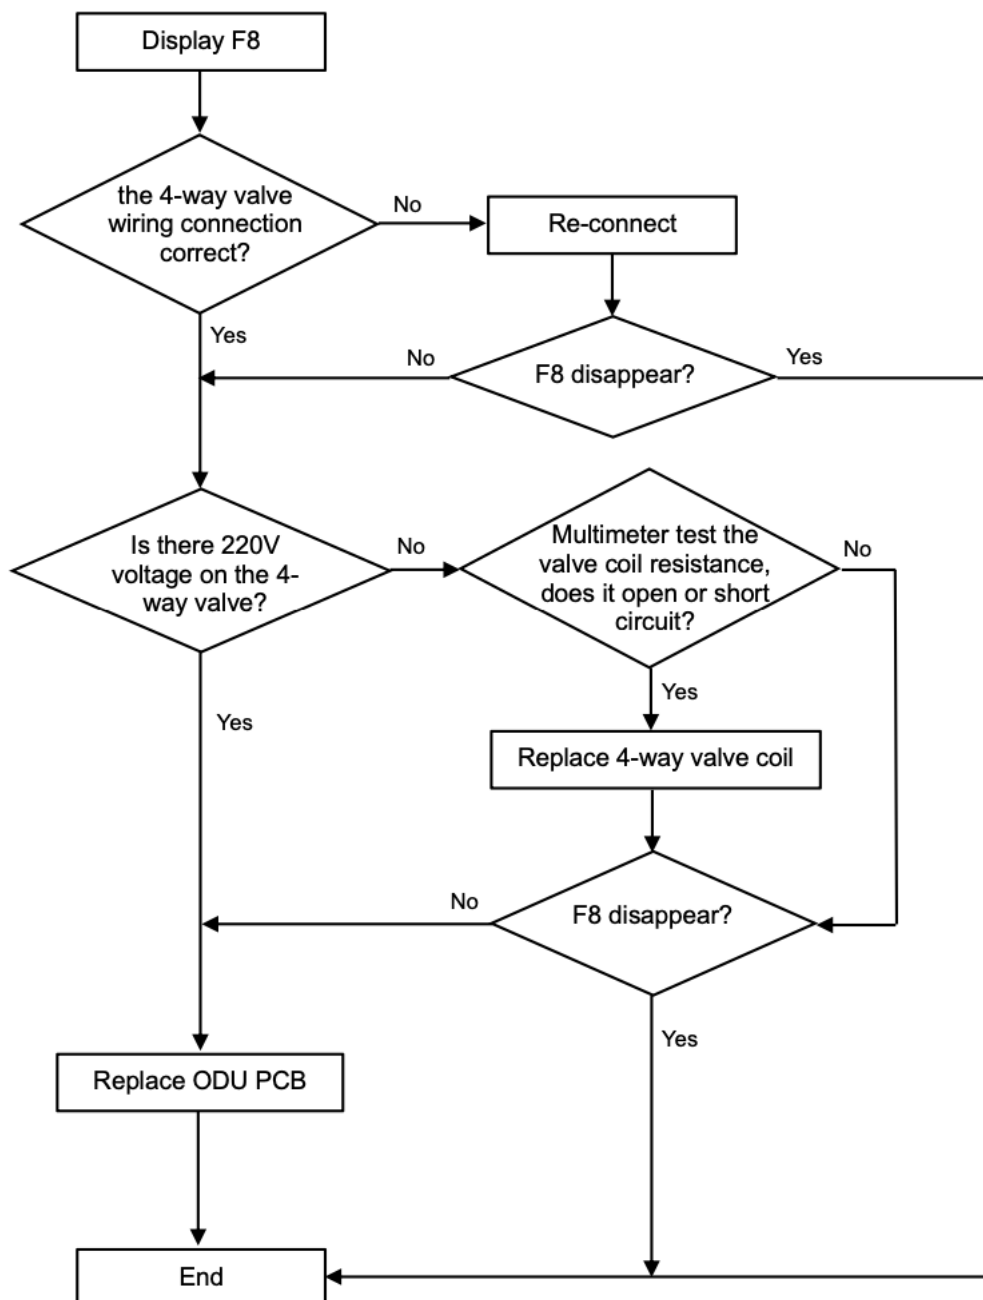 Display F8
the 4-way valve
wiring connection
correct?
No
Re-connect
Yes
No
F8 disappear?
Yes
Is there 220V
voltage on the 4-
way valve?
No
Multimeter test the
valve coil resistance,
does it open or short
circuit?
No
Yes
Yes
Replace 4-way valve coil
No
F8 disappear?
Yes
Replace ODU PCB
End